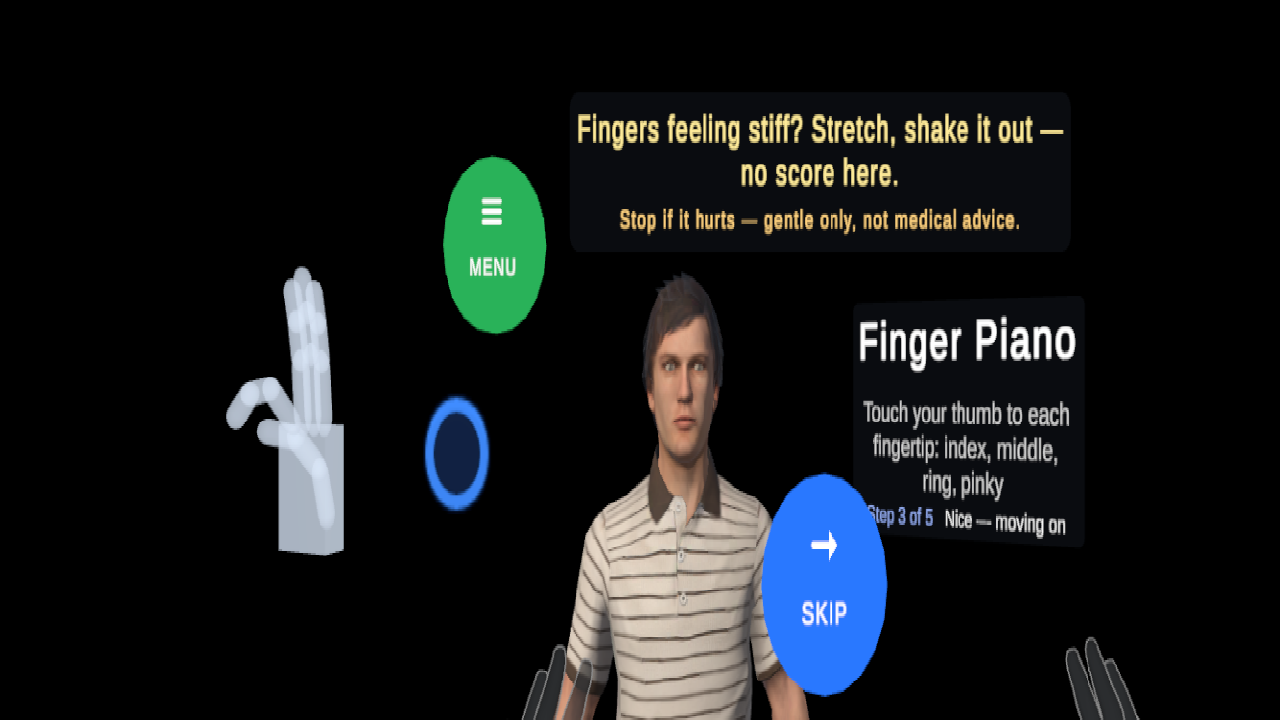 Fingers feeling stiff? Stretch, shake it out —
no score here.
Stop if it hurts — gentle only, not medical advice.
MENU
Finger Piano
Touch your thumb to each
fingertip: index, middle,
ring, pinky
Step 3 of 5 Nice — moving on
SKIP